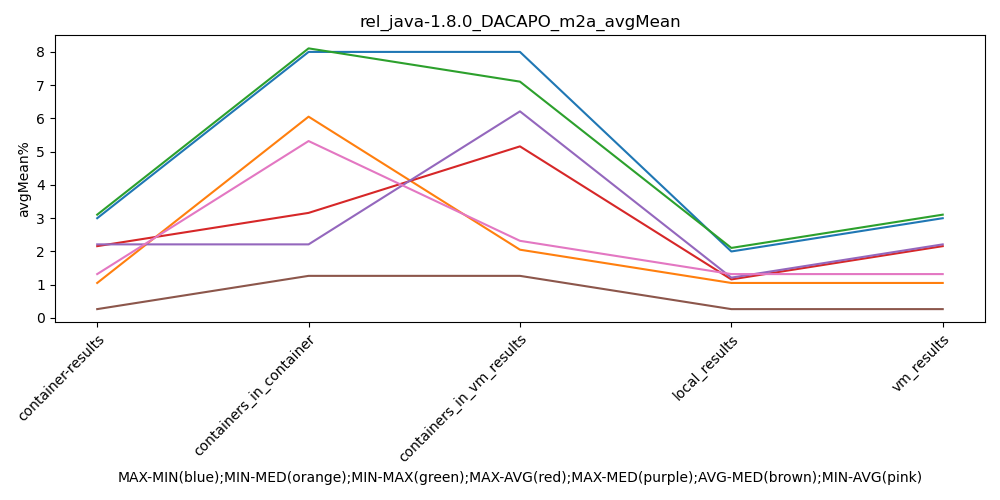 rel_java-1.8.0_DACAPO_m2a_avgMean
avgMean%
8
7
6
5
4
3
2
1
0
container-results
containers_in_container
containers_in_vm_results
local_results
vm_results
MAX-MIN(blue);MIN-MED(orange);MIN-MAX(green);MAX-AVG(red);MAX-MED(purple);AVG-MED(brown);MIN-AVG(pink)